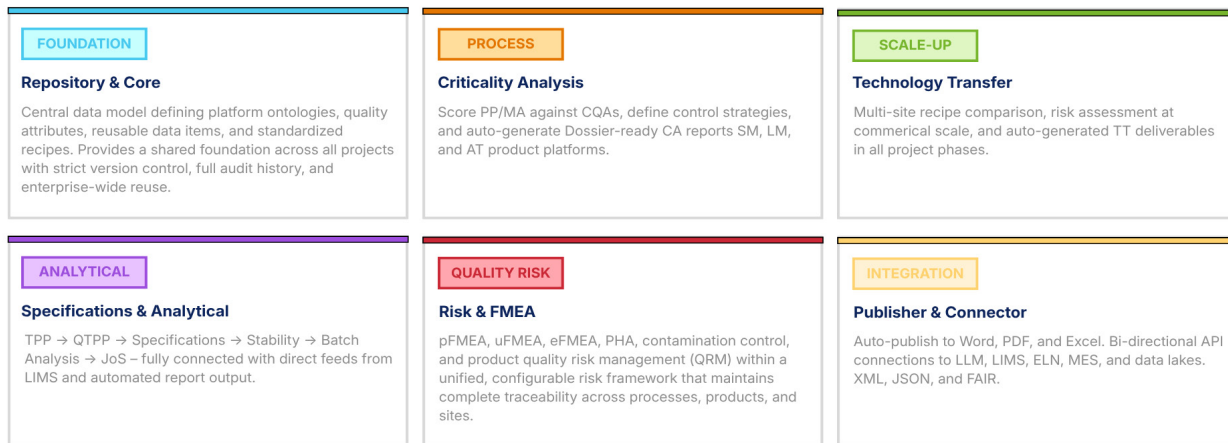 FOUNDATION
Repository & Core
Central data model defining platform ontologies, quality
attributes, reusable data items, and standardized
recipes. Provides a shared foundation across all projects
with strict version control, full audit history, and
enterprise-wide reuse.
PROCESS
Criticality Analysis
Score PP/MA against CQAs, define control strategies,
and auto-generate Dossier-ready CA reports SM, LM,
and AT product platforms.
SCALE-UP
Technology Transfer
Multi-site recipe comparison, risk assessment at
commerical scale, and auto-generated TT deliverables
in all project phases.
ANALYTICAL
Specifications & Analytical
TPP → QTPP → Specifications → Stability → Batch
Analysis → JoS – fully connected with direct feeds from
LIMS and automated report output.
QUALITY RISK
Risk & FMEA
pFMEA, uFMEA, eFMEA, PHA, contamination control,
and product quality risk management (QRM) within a
unified, configurable risk framework that maintains
complete traceability across processes, products, and
sites.
INTEGRATION
Publisher & Connector
Auto-publish to Word, PDF, and Excel. Bi-directional API
connections to LLM, LIMS, ELN, MES, and data lakes.
XML, JSON, and FAIR.